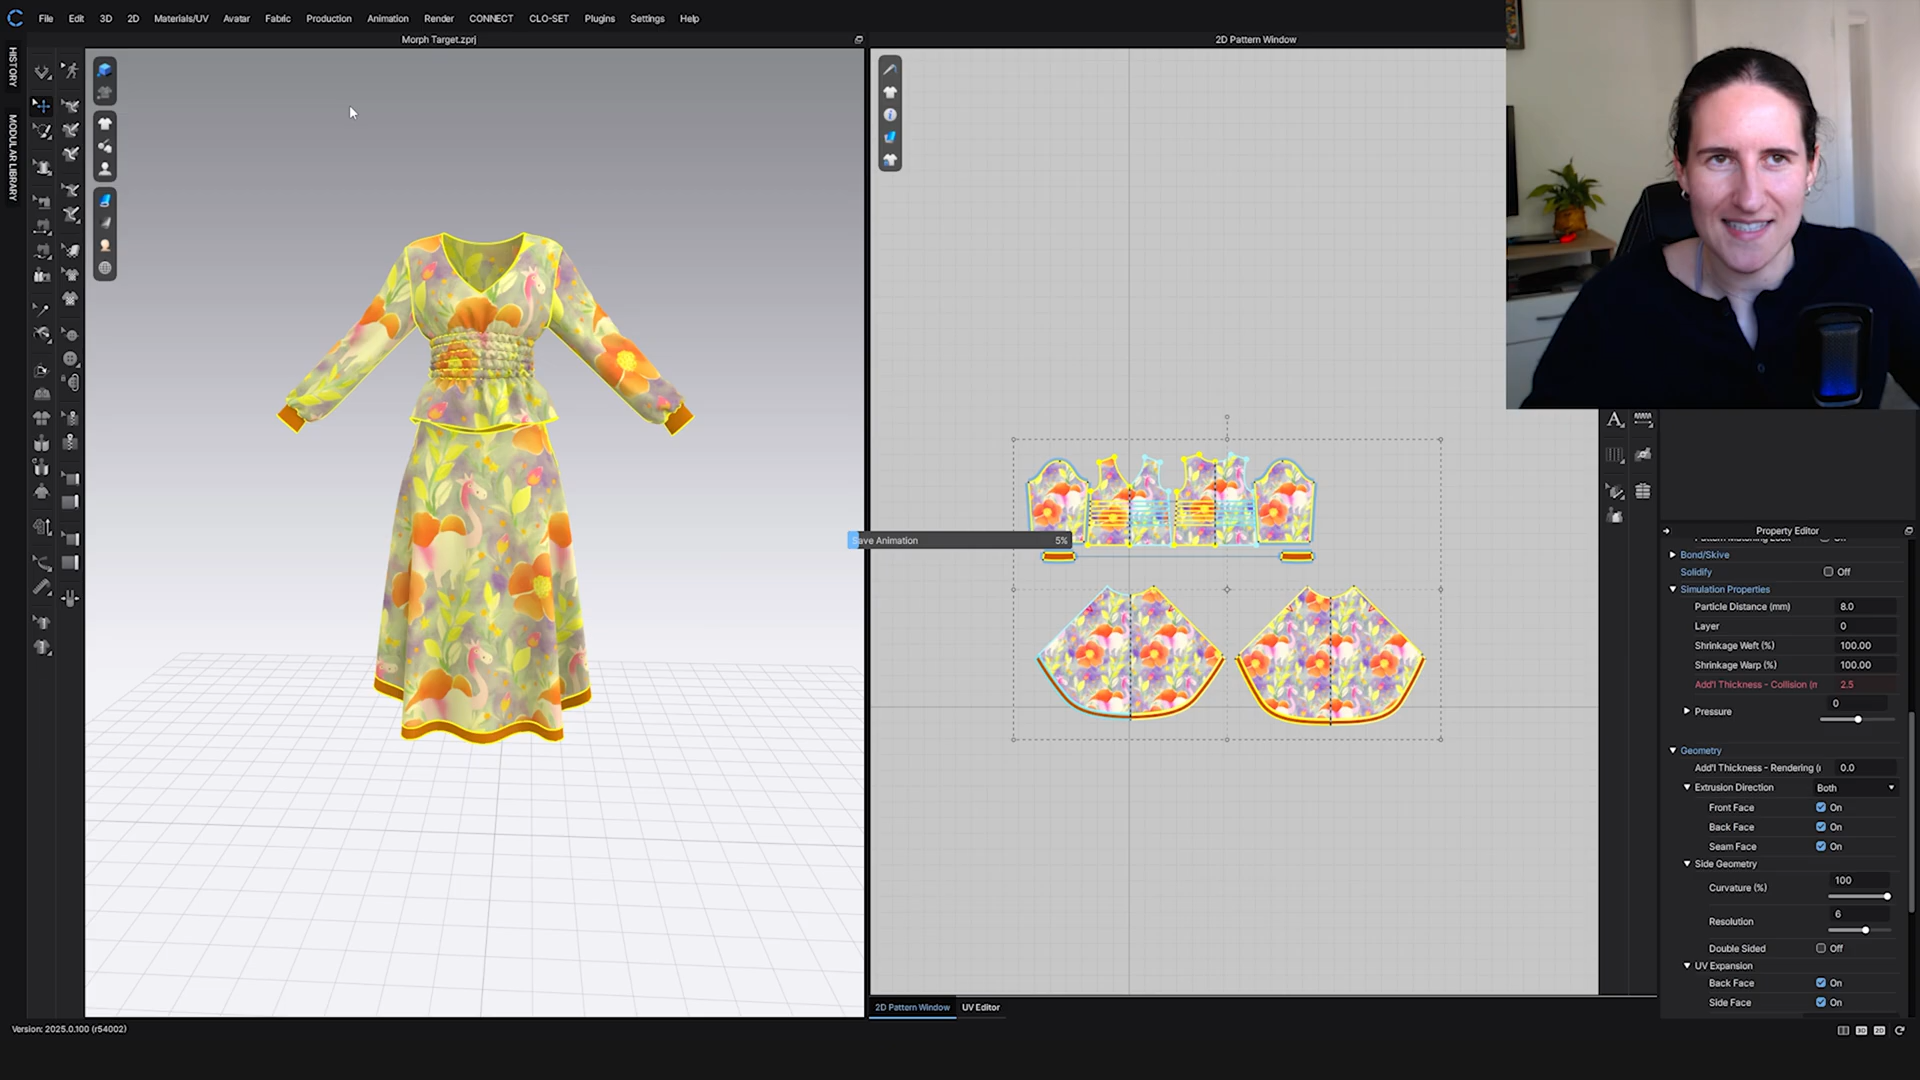 File Edit 3D 2D Materials/UV Avatar Fabric Production Animation Render CONNECT CLO-SET Plugins Settings Help
Morph Target.zprj
2D Pattern Window
HISTORY
MODULAR LIBRARY
Save Animation 5%
Property Editor
Bond/Skive
Solidify Off
Simulation Properties
Particle Distance (mm) 8.0
Layer 0
Shrinkage Weft (%) 100.00
Shrinkage Warp (%) 100.00
Add'l Thickness - Collision (m 2.5
Pressure 0
Geometry
Add'l Thickness - Rendering ( 0.0
Extrusion Direction Both
Front Face On
Back Face On
Seam Face On
Side Geometry
Curvature (%) 100
Resolution 6
Double Sided Off
UV Expansion
Back Face On
Side Face On
2D Pattern Window UV Editor
Version: 2025.0.100 (r54002)
3D 2D